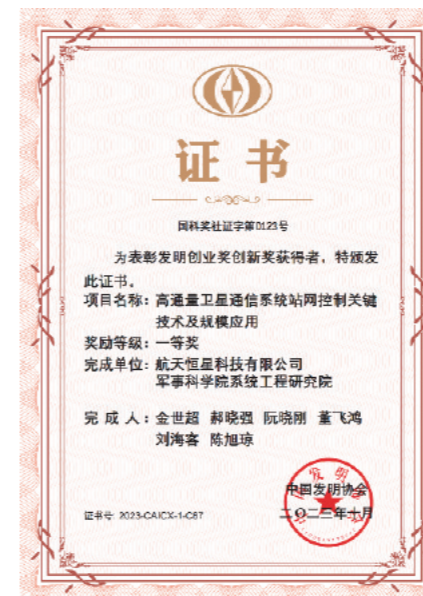 证书
国科奖社证字第0123号
为表彰发明创业奖创新奖获得者，特颁发
此证书。
项目名称：高通量卫星通信系统站网控制关键
技术及规模应用
奖励等级：一等奖
完成单位：航天恒星科技有限公司
军事科学院系统工程研究院
完 成 人：金世超 郝晓强 阮晓刚 董飞鸿
刘海客 陈旭琼
中国发明协会
证书号: 2023-CAICX-1-C67
二〇二三年十月